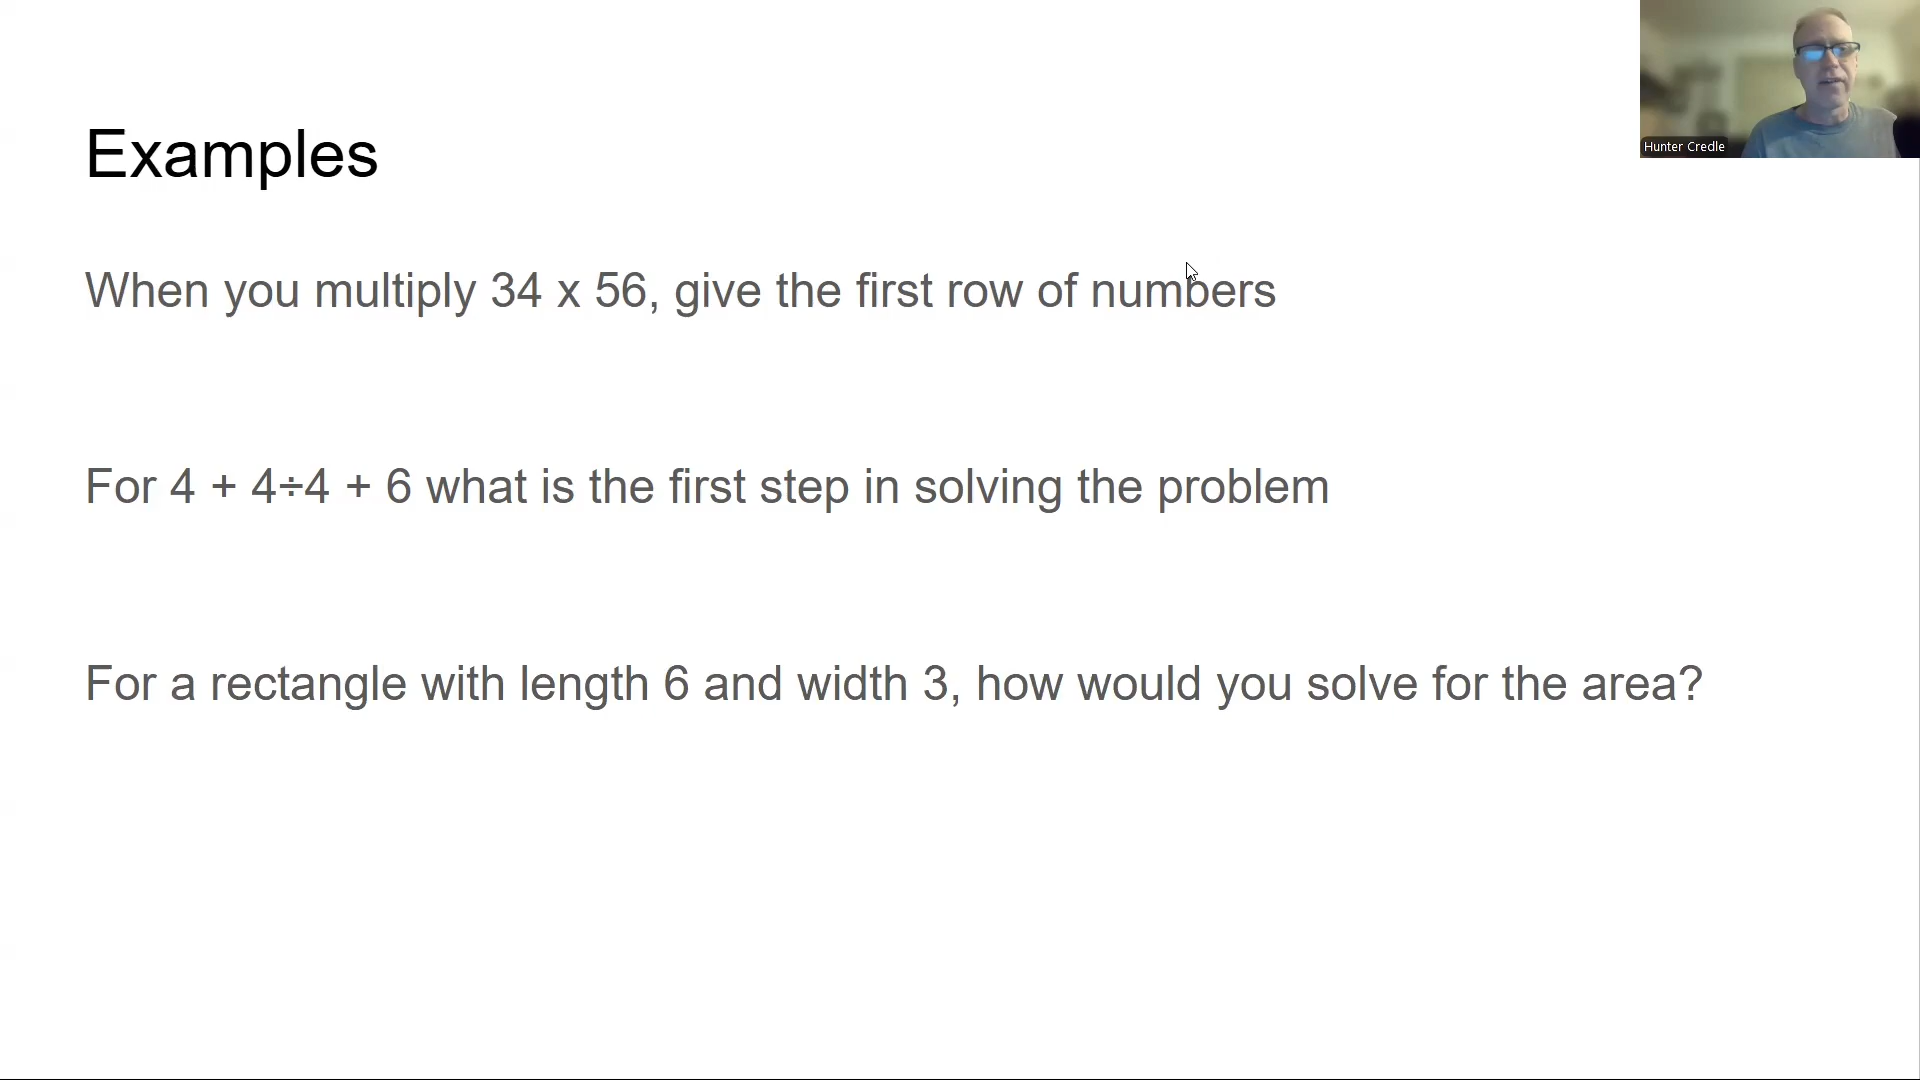 Hunter Credle
Examples
When you multiply 34 x 56, give the first row of numbers
For 4 + 4÷4 + 6 what is the first step in solving the problem
For a rectangle with length 6 and width 3, how would you solve for the area?